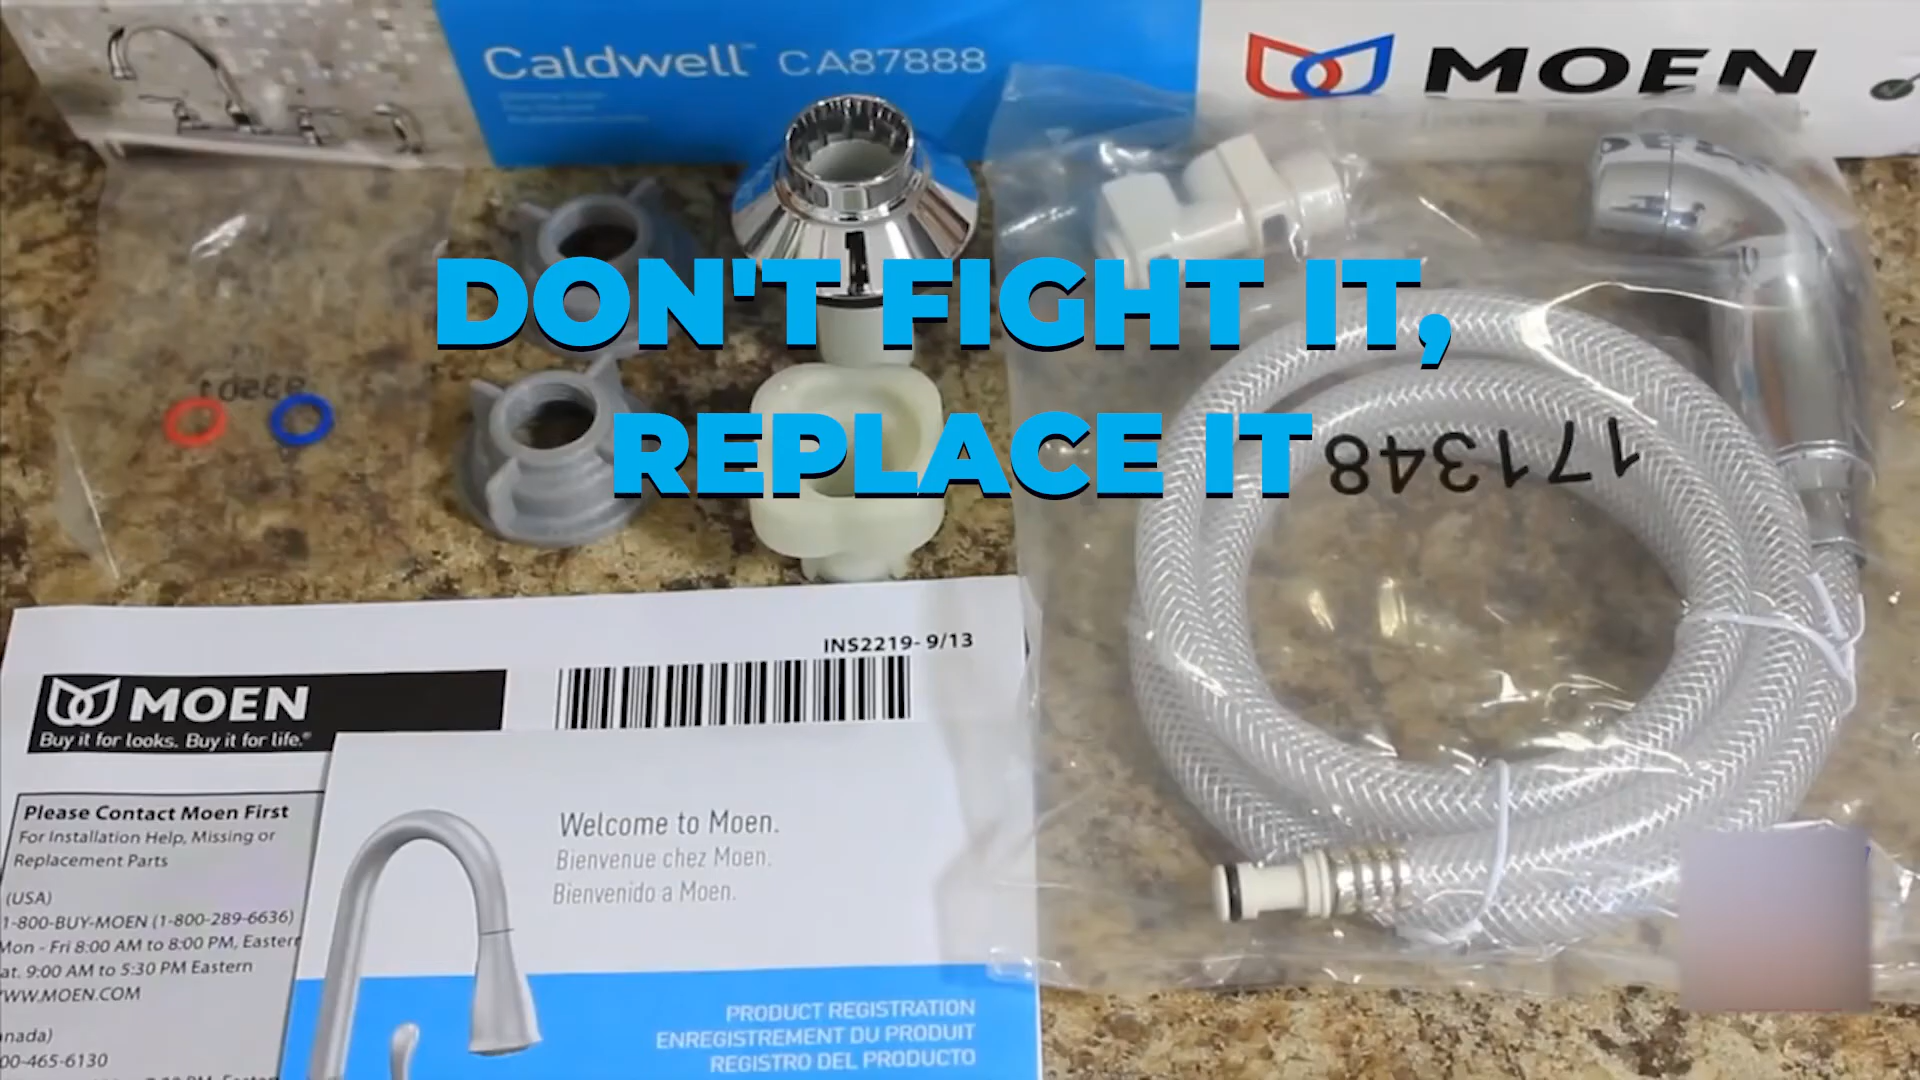 Caldwell™ CA87888
MOEN
DON'T FIGHT IT,
REPLACE IT
171348
INS2219- 9/13
MOEN
Buy it for looks. Buy it for life.®
Please Contact Moen First
For Installation Help, Missing or
Replacement Parts
(USA)
1-800-BUY-MOEN (1-800-289-6636)
Mon - Fri 8:00 AM to 8:00 PM, Eastern
at. 9:00 AM to 5:30 PM Eastern
WW.MOEN.COM
anada)
00-465-6130
Welcome to Moen.
Bienvenue chez Moen.
Bienvenido a Moen.
PRODUCT REGISTRATION
ENREGISTREMENT DU PRODUIT
REGISTRO DEL PRODUCTO